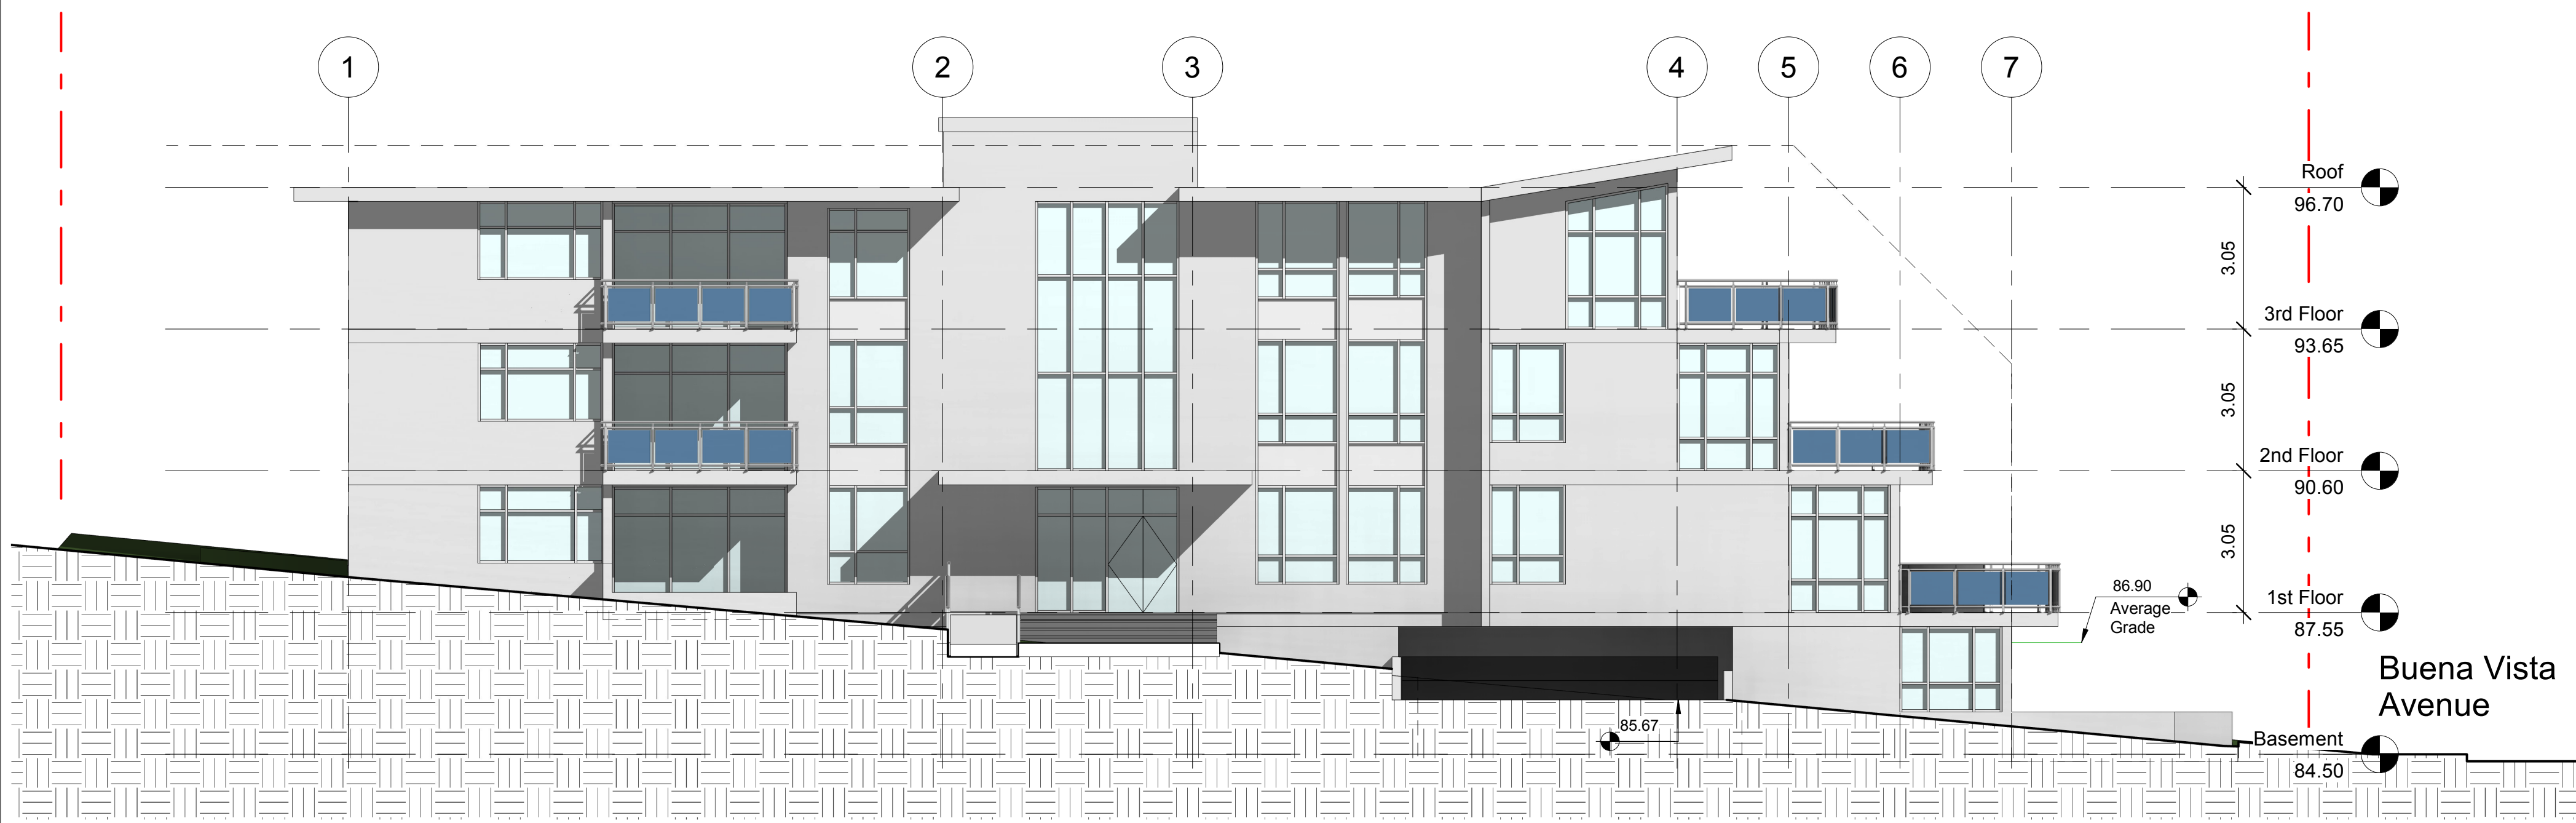 1
2
3
4
5
6
7
Roof
96.70
3.05
3rd Floor
93.65
3.05
2nd Floor
90.60
3.05
86.90
Average
Grade
1st Floor
87.55
Buena Vista
Avenue
85.67
Basement
84.50